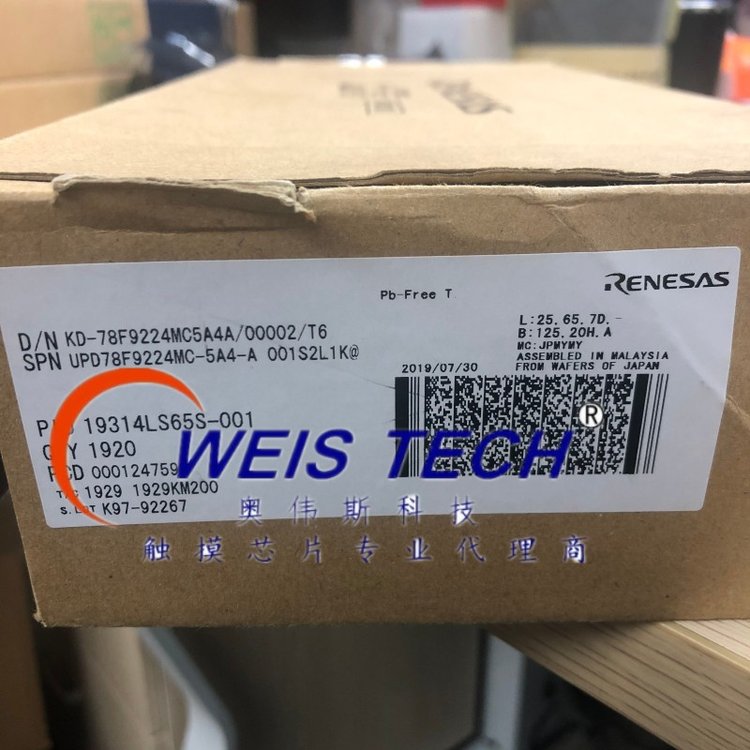 RENESAS
Pb-Free T
D/N KD-78F9224MC5A4A/00002/T6
SPN UPD78F9224MC-5A4-A 001S2L1K@
L:25.65.7D.-
B:125.20H.A
MC:JPMYMY
ASSEMBLED IN MALAYSIA
FROM WAFERS OF JAPAN
2019/07/30
19314LS65S-001
1920
000124759
1929 1929KM200
S.LOT K97-92267
WEIS TECH®
奥伟斯科技
触摸芯片专业代理商